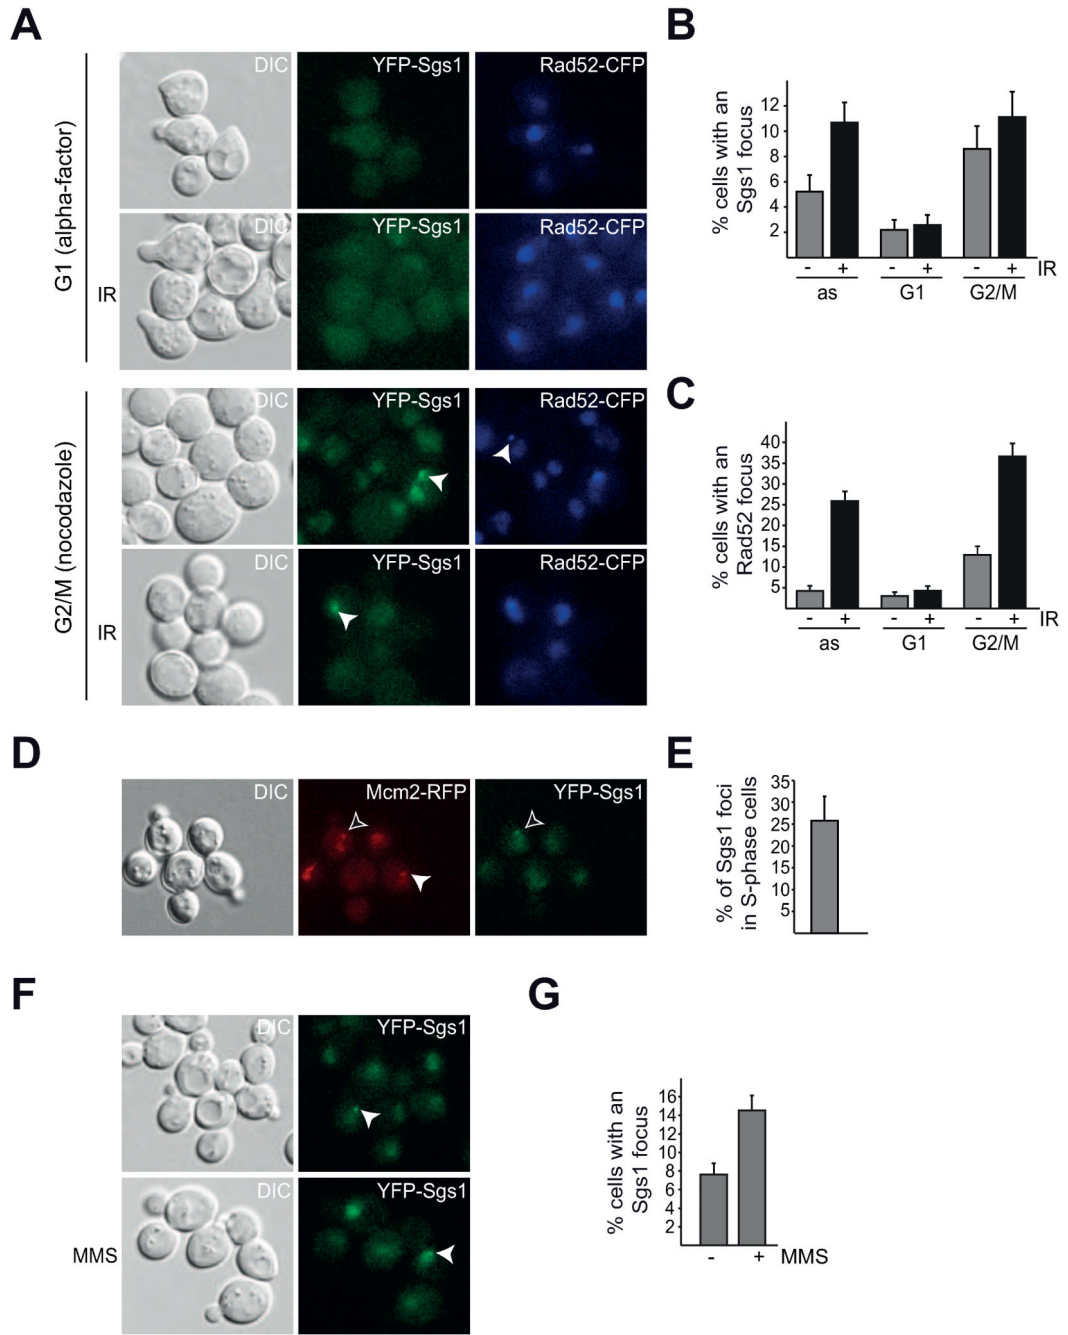 A
G1 (alpha-factor)
DIC
YFP-Sgs1
Rad52-CFP
IR
DIC
YFP-Sgs1
Rad52-CFP
G2/M (nocodazole)
DIC
YFP-Sgs1
Rad52-CFP
IR
DIC
YFP-Sgs1
Rad52-CFP
B
% cells with an
Sgs1 focus
12
10
8
6
4
2
- + - + - + IR
as G1 G2/M
C
% cells with an
Rad52 focus
40
35
30
25
20
15
10
5
- + - + - + IR
as G1 G2/M
D
DIC
Mcm2-RFP
YFP-Sgs1
E
% of Sgs1 foci
in S-phase cells
35
30
25
20
15
10
5
F
DIC
YFP-Sgs1
MMS
DIC
YFP-Sgs1
G
% cells with an
Sgs1 focus
16
14
12
10
8
6
4
2
- + MMS